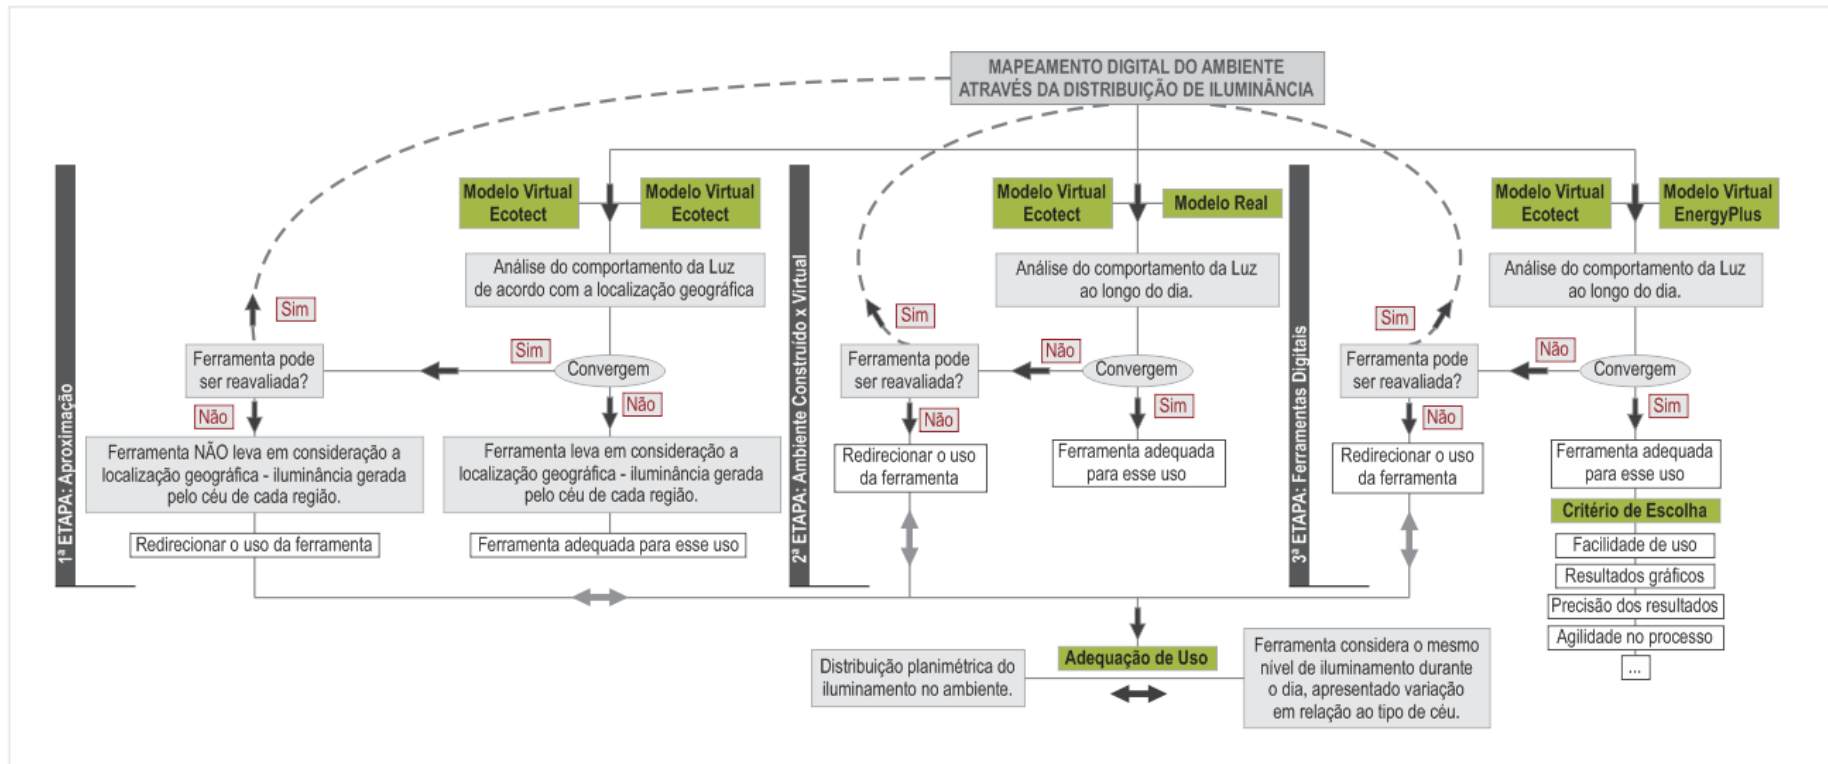 MAPEAMENTO DIGITAL DO AMBIENTE
ATRAVÉS DA DISTRIBUIÇÃO DE ILUMINÂNCIA
1ª ETAPA: Aproximação
Modelo Virtual
Ecotect
Modelo Virtual
Ecotect
Análise do comportamento da Luz
de acordo com a localização geográfica
Convergem
Sim
Não
Ferramenta pode
ser reavaliada?
Sim
Não
Ferramenta NÃO leva em consideração a
localização geográfica - iluminância gerada
pelo céu de cada região.
Redirecionar o uso da ferramenta
Ferramenta leva em consideração a
localização geográfica - iluminância gerada
pelo céu de cada região.
Ferramenta adequada para esse uso
2ª ETAPA: Ambiente Construído x Virtual
Modelo Virtual
Ecotect
Modelo Real
Análise do comportamento da Luz
ao longo do dia.
Convergem
Não
Sim
Ferramenta pode
ser reavaliada?
Sim
Não
Redirecionar o uso
da ferramenta
Ferramenta adequada
para esse uso
3ª ETAPA: Ferramentas Digitais
Modelo Virtual
Ecotect
Modelo Virtual
EnergyPlus
Análise do comportamento da Luz
ao longo do dia.
Convergem
Não
Sim
Ferramenta pode
ser reavaliada?
Sim
Não
Redirecionar o uso
da ferramenta
Ferramenta adequada
para esse uso
Critério de Escolha
Facilidade de uso
Resultados gráficos
Precisão dos resultados
Agilidade no processo
...
Adequação de Uso
Distribuição planimétrica do
iluminamento no ambiente.
Ferramenta considera o mesmo
nível de iluminamento durante
o dia, apresentado variação
em relação ao tipo de céu.